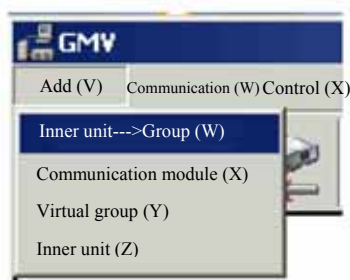 GMV
Add (V) Communication (W) Control (X)
Inner unit--->Group (W)
Communication module (X)
Virtual group (Y)
Inner unit (Z)